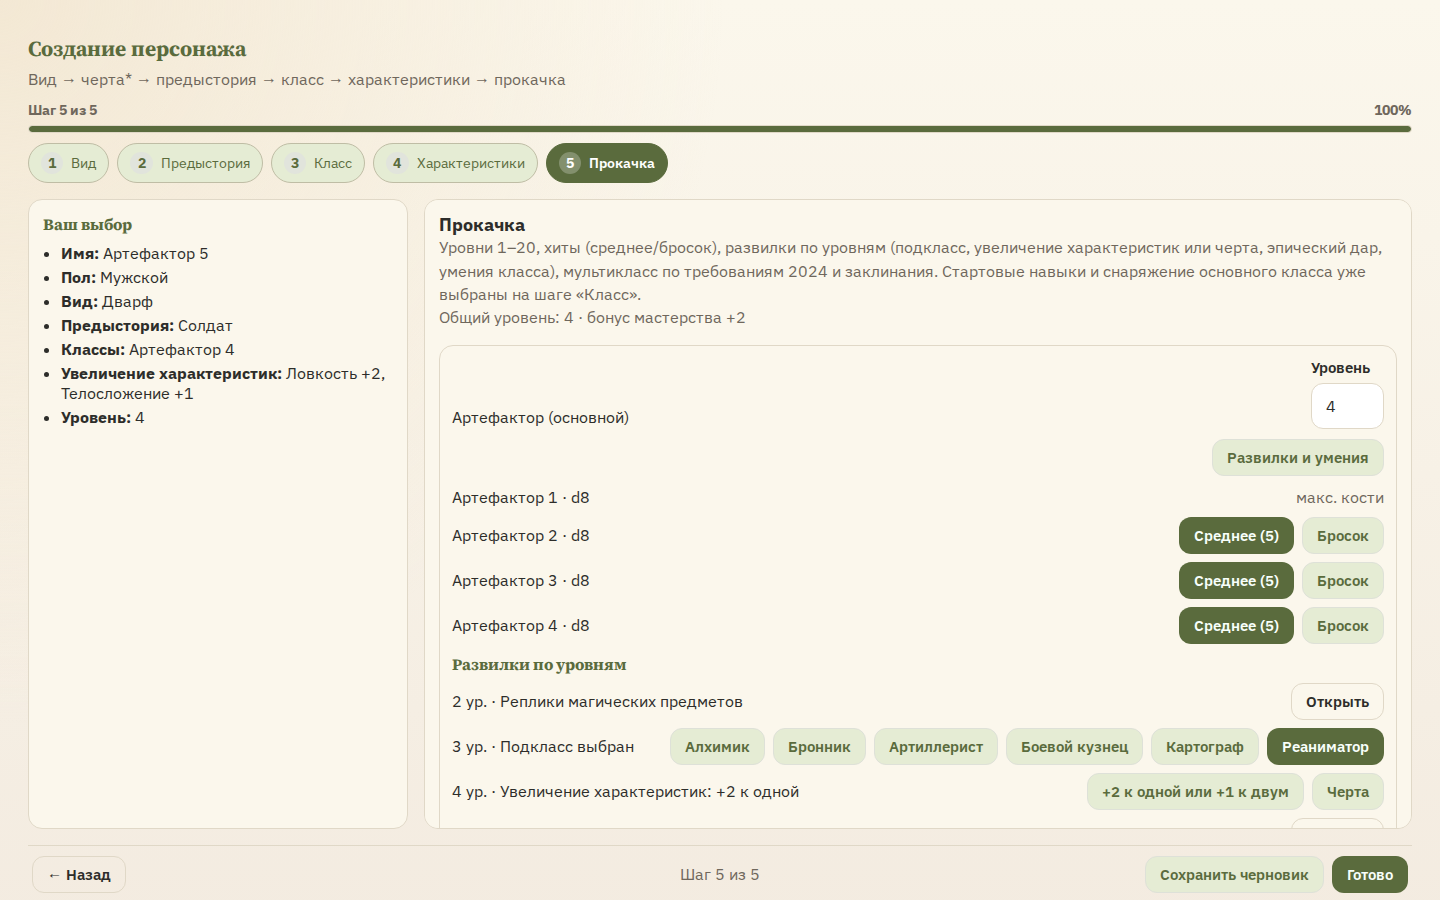 Создание персонажа
Вид → черта* → предыстория → класс → характеристики → прокачка
Шаг 5 из 5
100%
1 Вид
2 Предыстория
3 Класс
4 Характеристики
5 Прокачка
Ваш выбор
• Имя: Артефактор 5
• Пол: Мужской
• Вид: Дварф
• Предыстория: Солдат
• Классы: Артефактор 4
• Увеличение характеристик: Ловкость +2,
Телосложение +1
• Уровень: 4
Прокачка
Уровни 1–20, хиты (среднее/бросок), развилки по уровням (подкласс, увеличение характеристик или черта, эпический дар,
умения класса), мультикласс по требованиям 2024 и заклинания. Стартовые навыки и снаряжение основного класса уже
выбраны на шаге «Класс».
Общий уровень: 4 · бонус мастерства +2
Уровень
Артефактор (основной)
4
Развилки и умения
Артефактор 1 · d8
макс. кости
Артефактор 2 · d8
Среднее (5)
Бросок
Артефактор 3 · d8
Среднее (5)
Бросок
Артефактор 4 · d8
Среднее (5)
Бросок
Развилки по уровням
2 ур. · Реплики магических предметов
Открыть
3 ур. · Подкласс выбран
Алхимик
Бронник
Артиллерист
Боевой кузнец
Картограф
Реаниматор
4 ур. · Увеличение характеристик: +2 к одной
+2 к одной или +1 к двум
Черта
← Назад
Шаг 5 из 5
Сохранить черновик
Готово